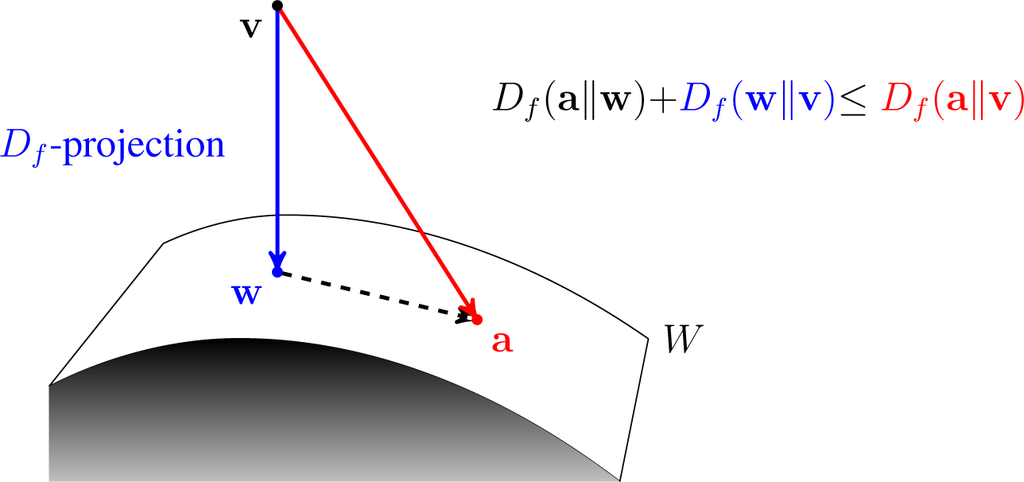 v
D_f(a‖w)+D_f(w‖v)≤ D_f(a‖v)
D_f-projection
w
a
W